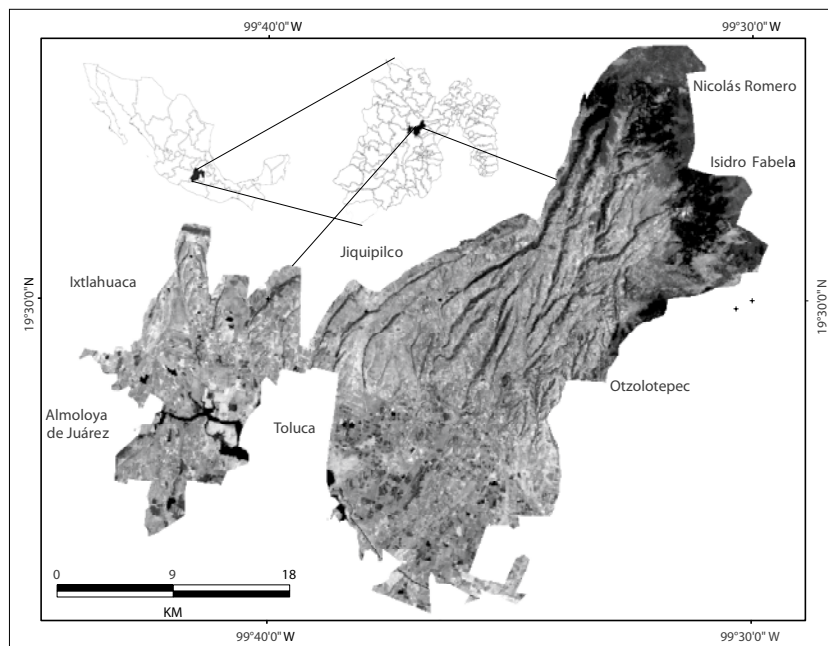 99°40'0" W
99°30'0" W
Nicolás Romero
Isidro Fabela
Jiquipilco
Ixtlahuaca
19°30'0" N
19°30'0" N
Otzolotepec
Almoloya
de Juárez
Toluca
0 9 18
KM
99°40'0" W
99°30'0" W